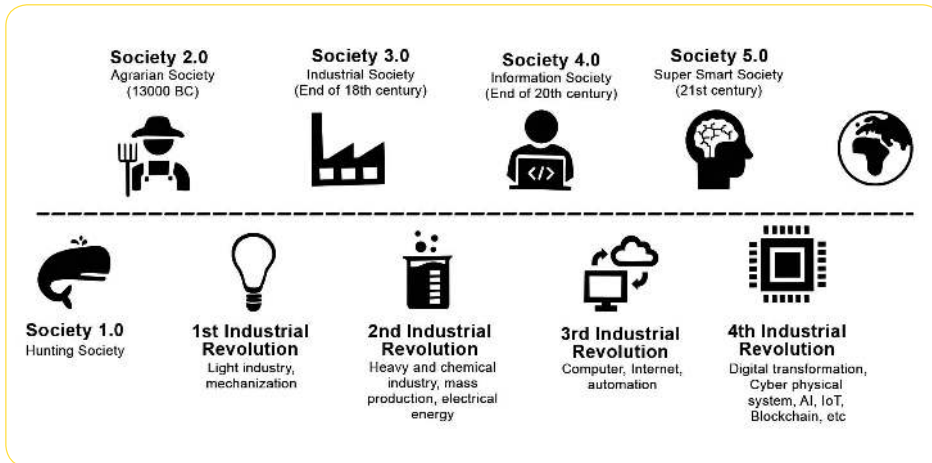 Society 2.0
Agrarian Society
(13000 BC)
Society 3.0
Industrial Society
(End of 18th century)
Society 4.0
Information Society
(End of 20th century)
Society 5.0
Super Smart Society
(21st century)
</>
Society 1.0
Hunting Society
1st Industrial
Revolution
Light industry,
mechanization
2nd Industrial
Revolution
Heavy and chemical
industry, mass
production, electrical
energy
3rd Industrial
Revolution
Computer, Internet,
automation
4th Industrial
Revolution
Digital transformation,
Cyber physical
system, AI, IoT,
Blockchain, etc